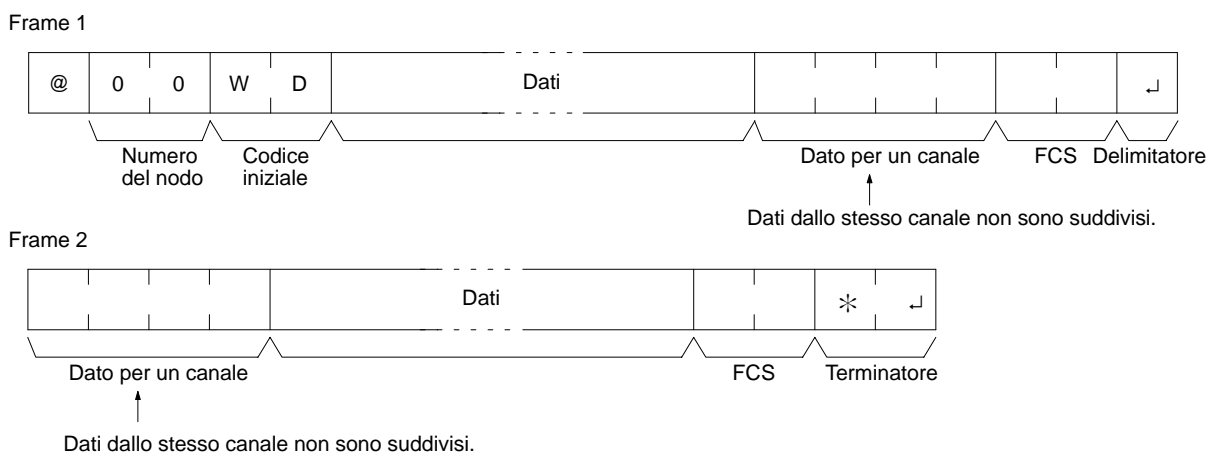 Frame 1
@ 0 0 W D Dati ↵
Numero del nodo
Codice iniziale
Dato per un canale
FCS
Delimitatore
Dati dallo stesso canale non sono suddivisi.
Frame 2
Dati * ↵
Dato per un canale
FCS
Terminatore
Dati dallo stesso canale non sono suddivisi.